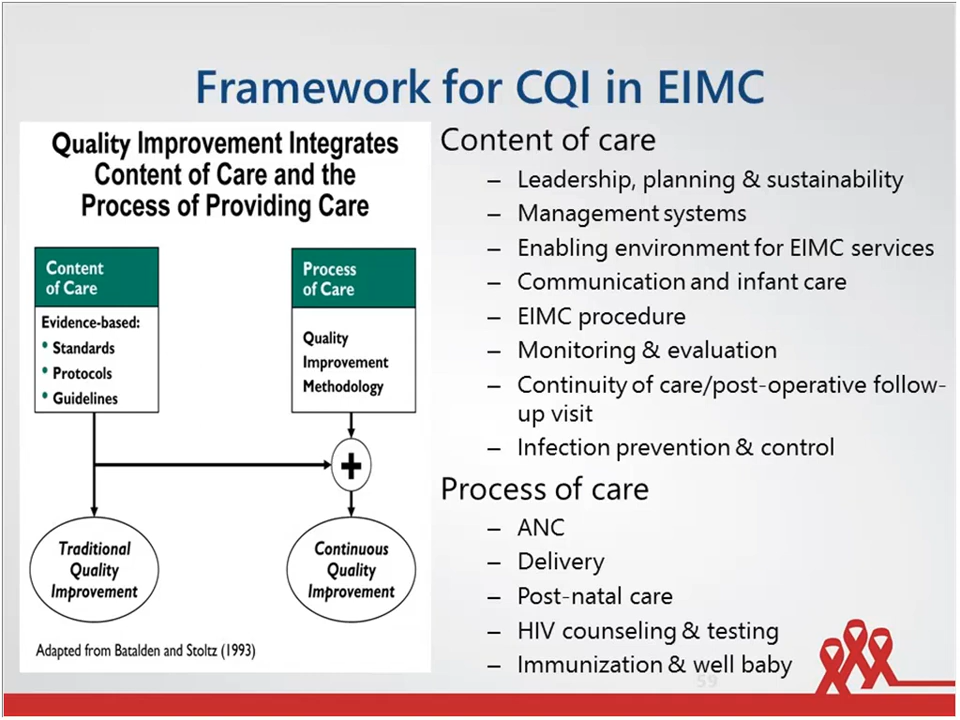 Framework for CQI in EIMC
Quality Improvement Integrates
Content of Care and the
Process of Providing Care
Content
of Care
Evidence-based:
• Standards
• Protocols
• Guidelines
Process
of Care
Quality
Improvement
Methodology
+
Traditional
Quality
Improvement
Continuous
Quality
Improvement
Adapted from Batalden and Stoltz (1993)
Content of care
– Leadership, planning & sustainability
– Management systems
– Enabling environment for EIMC services
– Communication and infant care
– EIMC procedure
– Monitoring & evaluation
– Continuity of care/post-operative follow-
up visit
– Infection prevention & control
Process of care
– ANC
– Delivery
– Post-natal care
– HIV counseling & testing
– Immunization & well baby
59